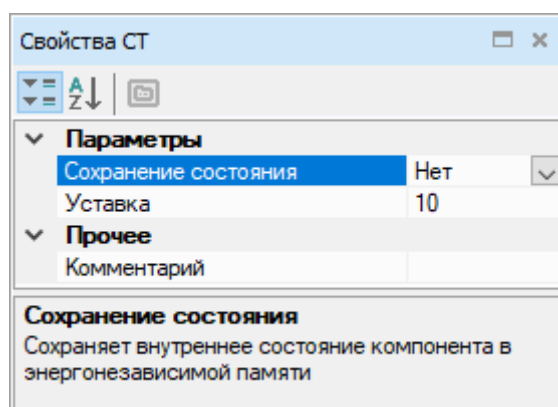 Свойства СТ
Параметры
Сохранение состояния Нет
Уставка 10
Прочее
Комментарий
Сохранение состояния
Сохраняет внутреннее состояние компонента в
энергонезависимой памяти